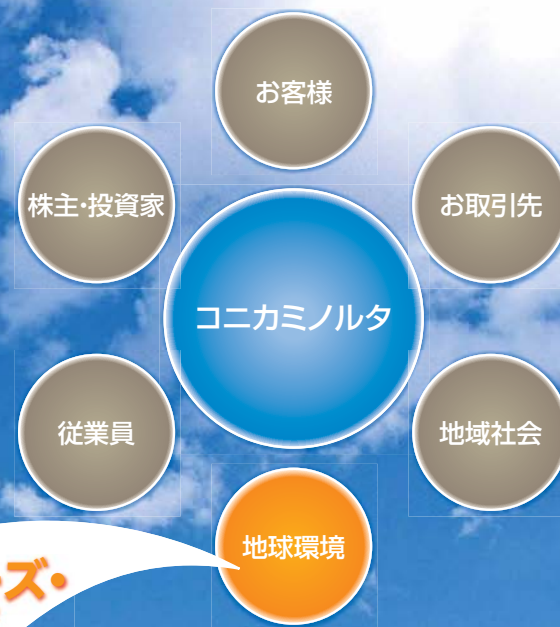 お客様
株主・投資家
お取引先
コニカミノルタ
従業員
地域社会
地球環境
ズ・